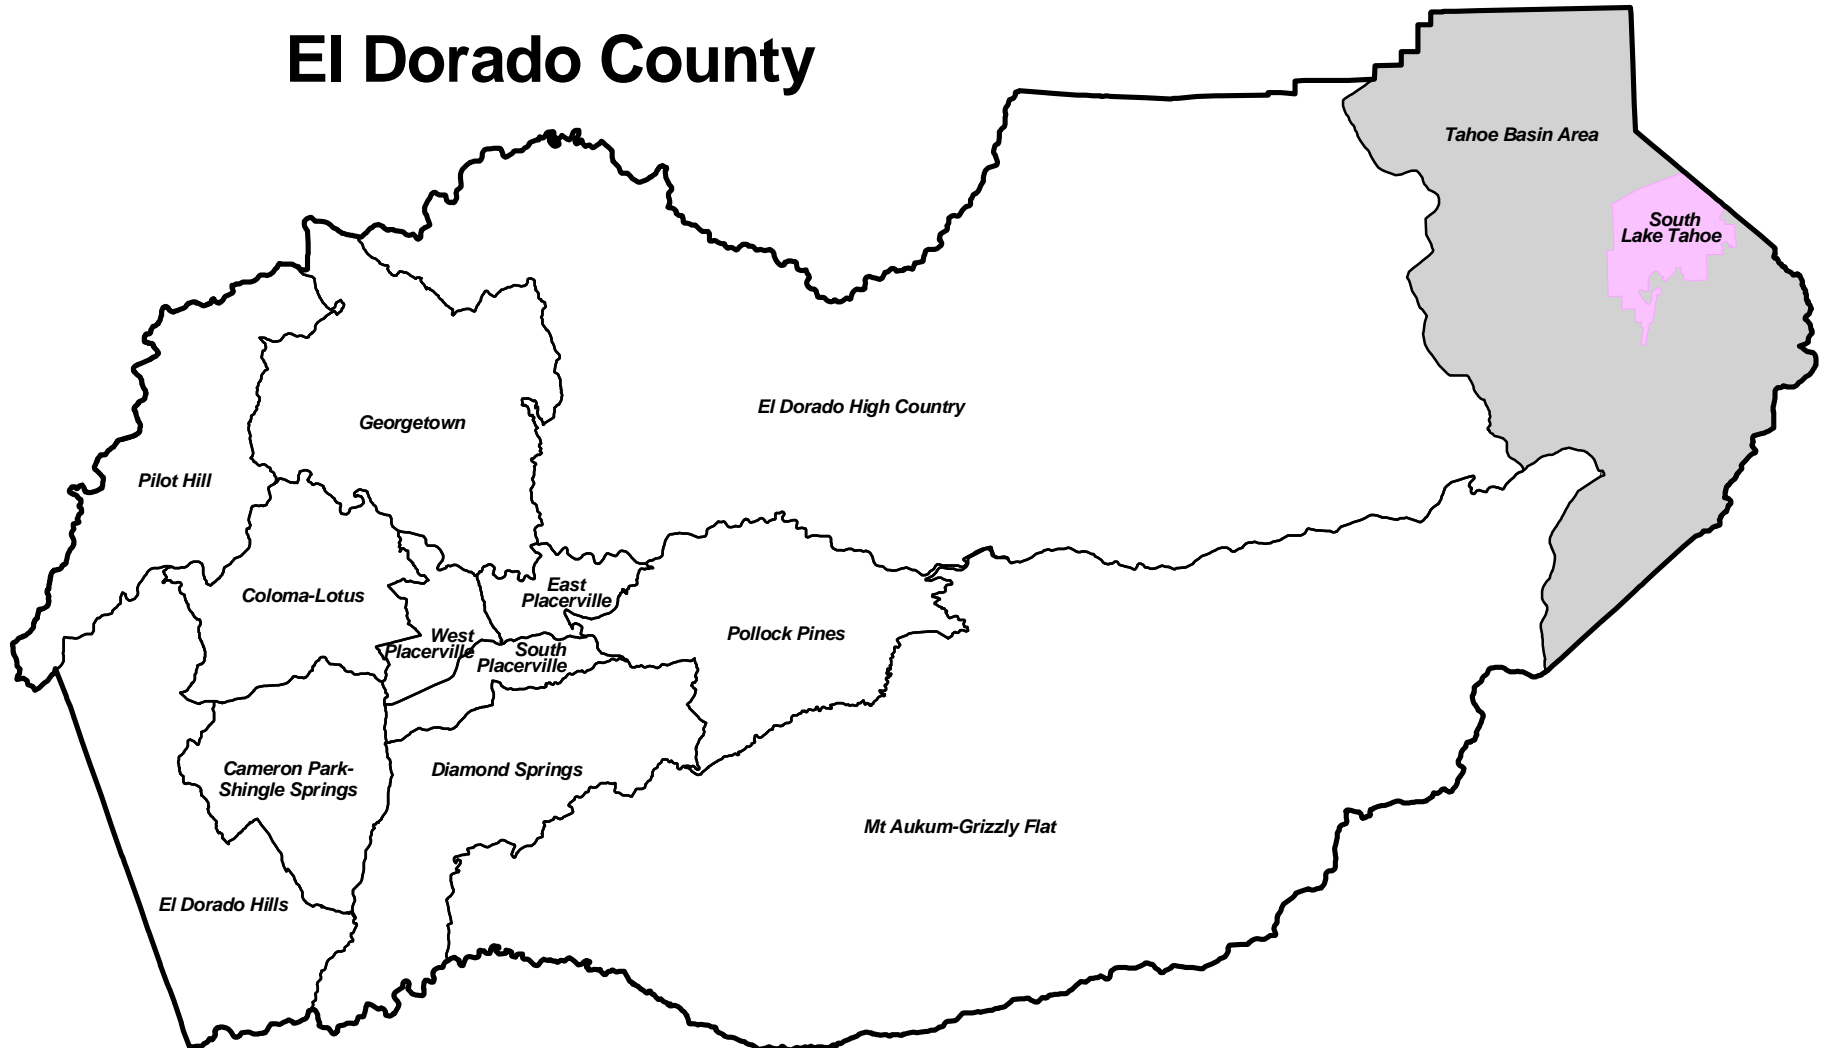 El Dorado County
Tahoe Basin Area
South
Lake Tahoe
El Dorado High Country
Georgetown
Pilot Hill
Coloma-Lotus
East
Placerville
West
Placerville
South
Placerville
Pollock Pines
Cameron Park-
Shingle Springs
Diamond Springs
Mt Aukum-Grizzly Flat
El Dorado Hills